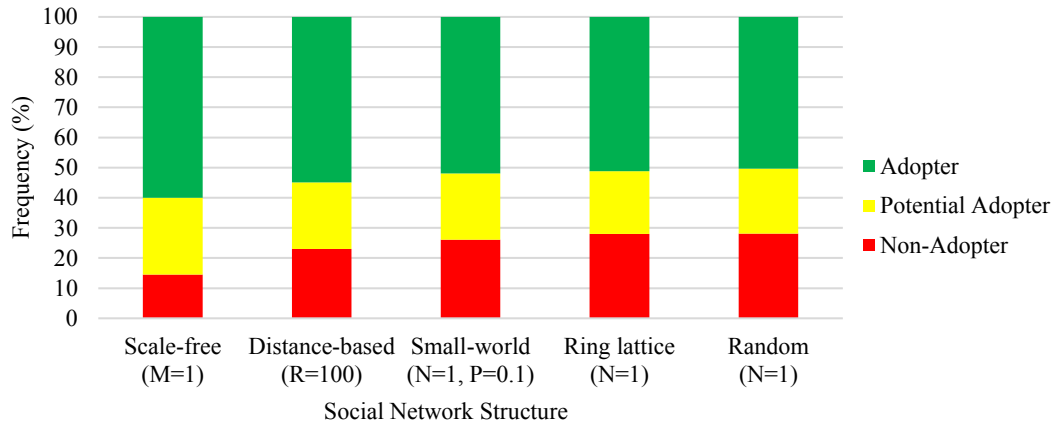 100
90
80
70
60
50
40
30
20
10
0
Frequency (%)
Scale-free
(M=1)
Distance-based
(R=100)
Small-world
(N=1, P=0.1)
Ring lattice
(N=1)
Random
(N=1)
Social Network Structure
Adopter
Potential Adopter
Non-Adopter